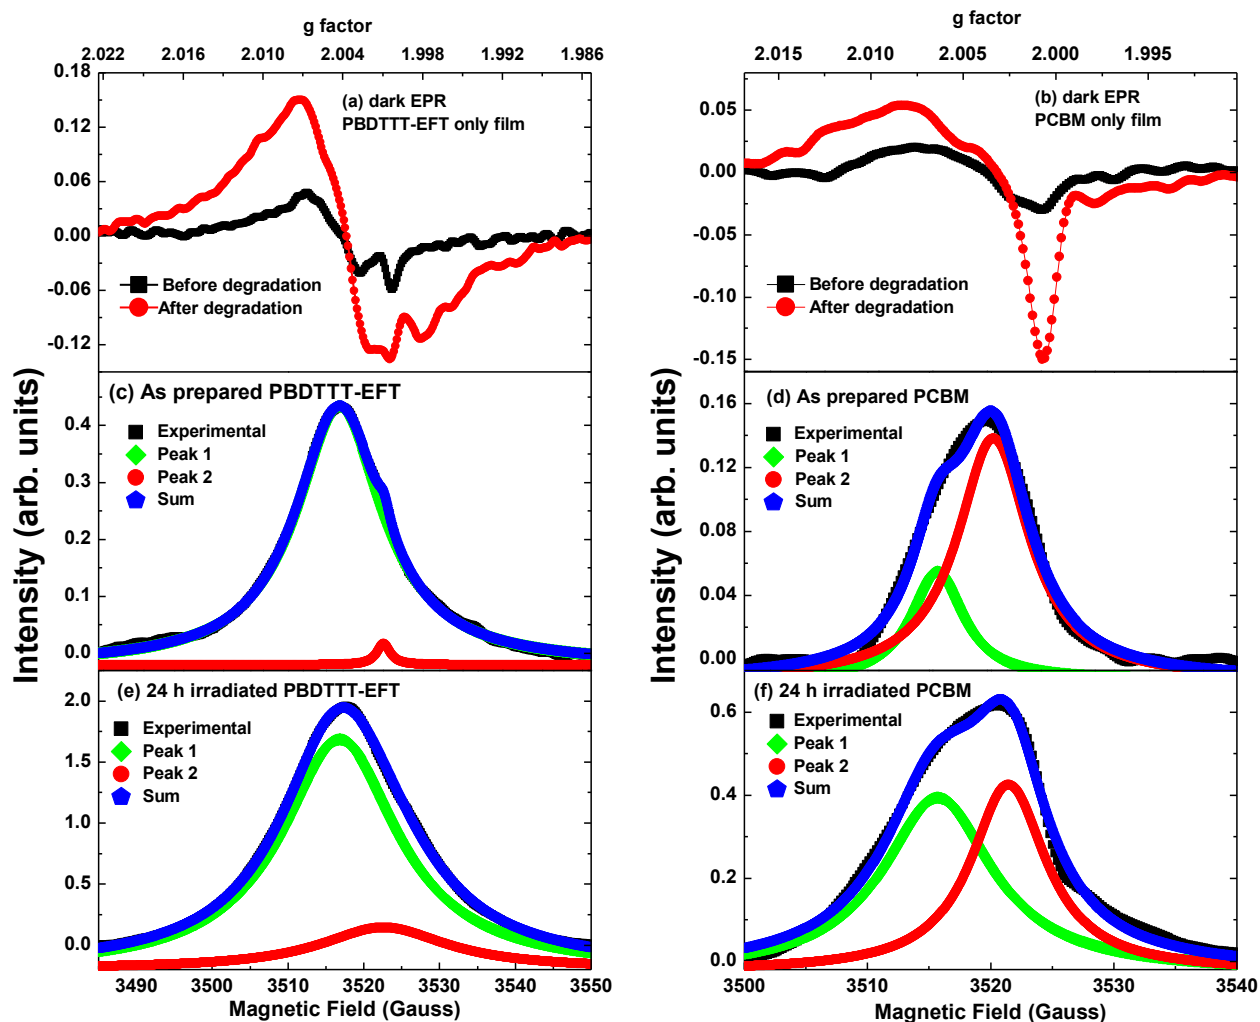 g factor
2.022 2.016 2.010 2.004 1.998 1.992 1.986
0.18
0.12
0.06
0.00
-0.06
-0.12
(a) dark EPR
PBDTTT-EFT only film
Before degradation
After degradation
g factor
2.015 2.010 2.005 2.000 1.995
0.05
0.00
-0.05
-0.10
-0.15
(b) dark EPR
PCBM only film
Before degradation
After degradation
Intensity (arb. units)
(c) As prepared PBDTTT-EFT
Experimental
Peak 1
Peak 2
Sum
0.4
0.3
0.2
0.1
0.0
Intensity (arb. units)
(d) As prepared PCBM
Experimental
Peak 1
Peak 2
Sum
0.16
0.12
0.08
0.04
0.00
(e) 24 h irradiated PBDTTT-EFT
Experimental
Peak 1
Peak 2
Sum
2.0
1.5
1.0
0.5
0.0
3490 3500 3510 3520 3530 3540 3550
Magnetic Field (Gauss)
(f) 24 h irradiated PCBM
Experimental
Peak 1
Peak 2
Sum
0.6
0.4
0.2
0.0
3500 3510 3520 3530 3540
Magnetic Field (Gauss)